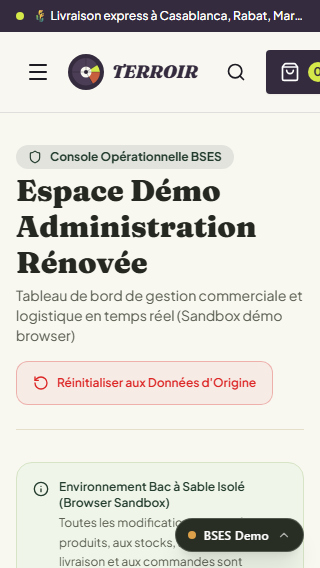 Livraison express à Casablanca, Rabat, Mar...
TERROIR
0
Console Opérationnelle BSES
Espace Démo
Administration
Rénovée
Tableau de bord de gestion commerciale et
logistique en temps réel (Sandbox démo
browser)
Réinitialiser aux Données d'Origine
Environnement Bac à Sable Isolé
(Browser Sandbox)
Toutes les
produits, aux stocks,
livraison et aux commandes sont
BSES Demo